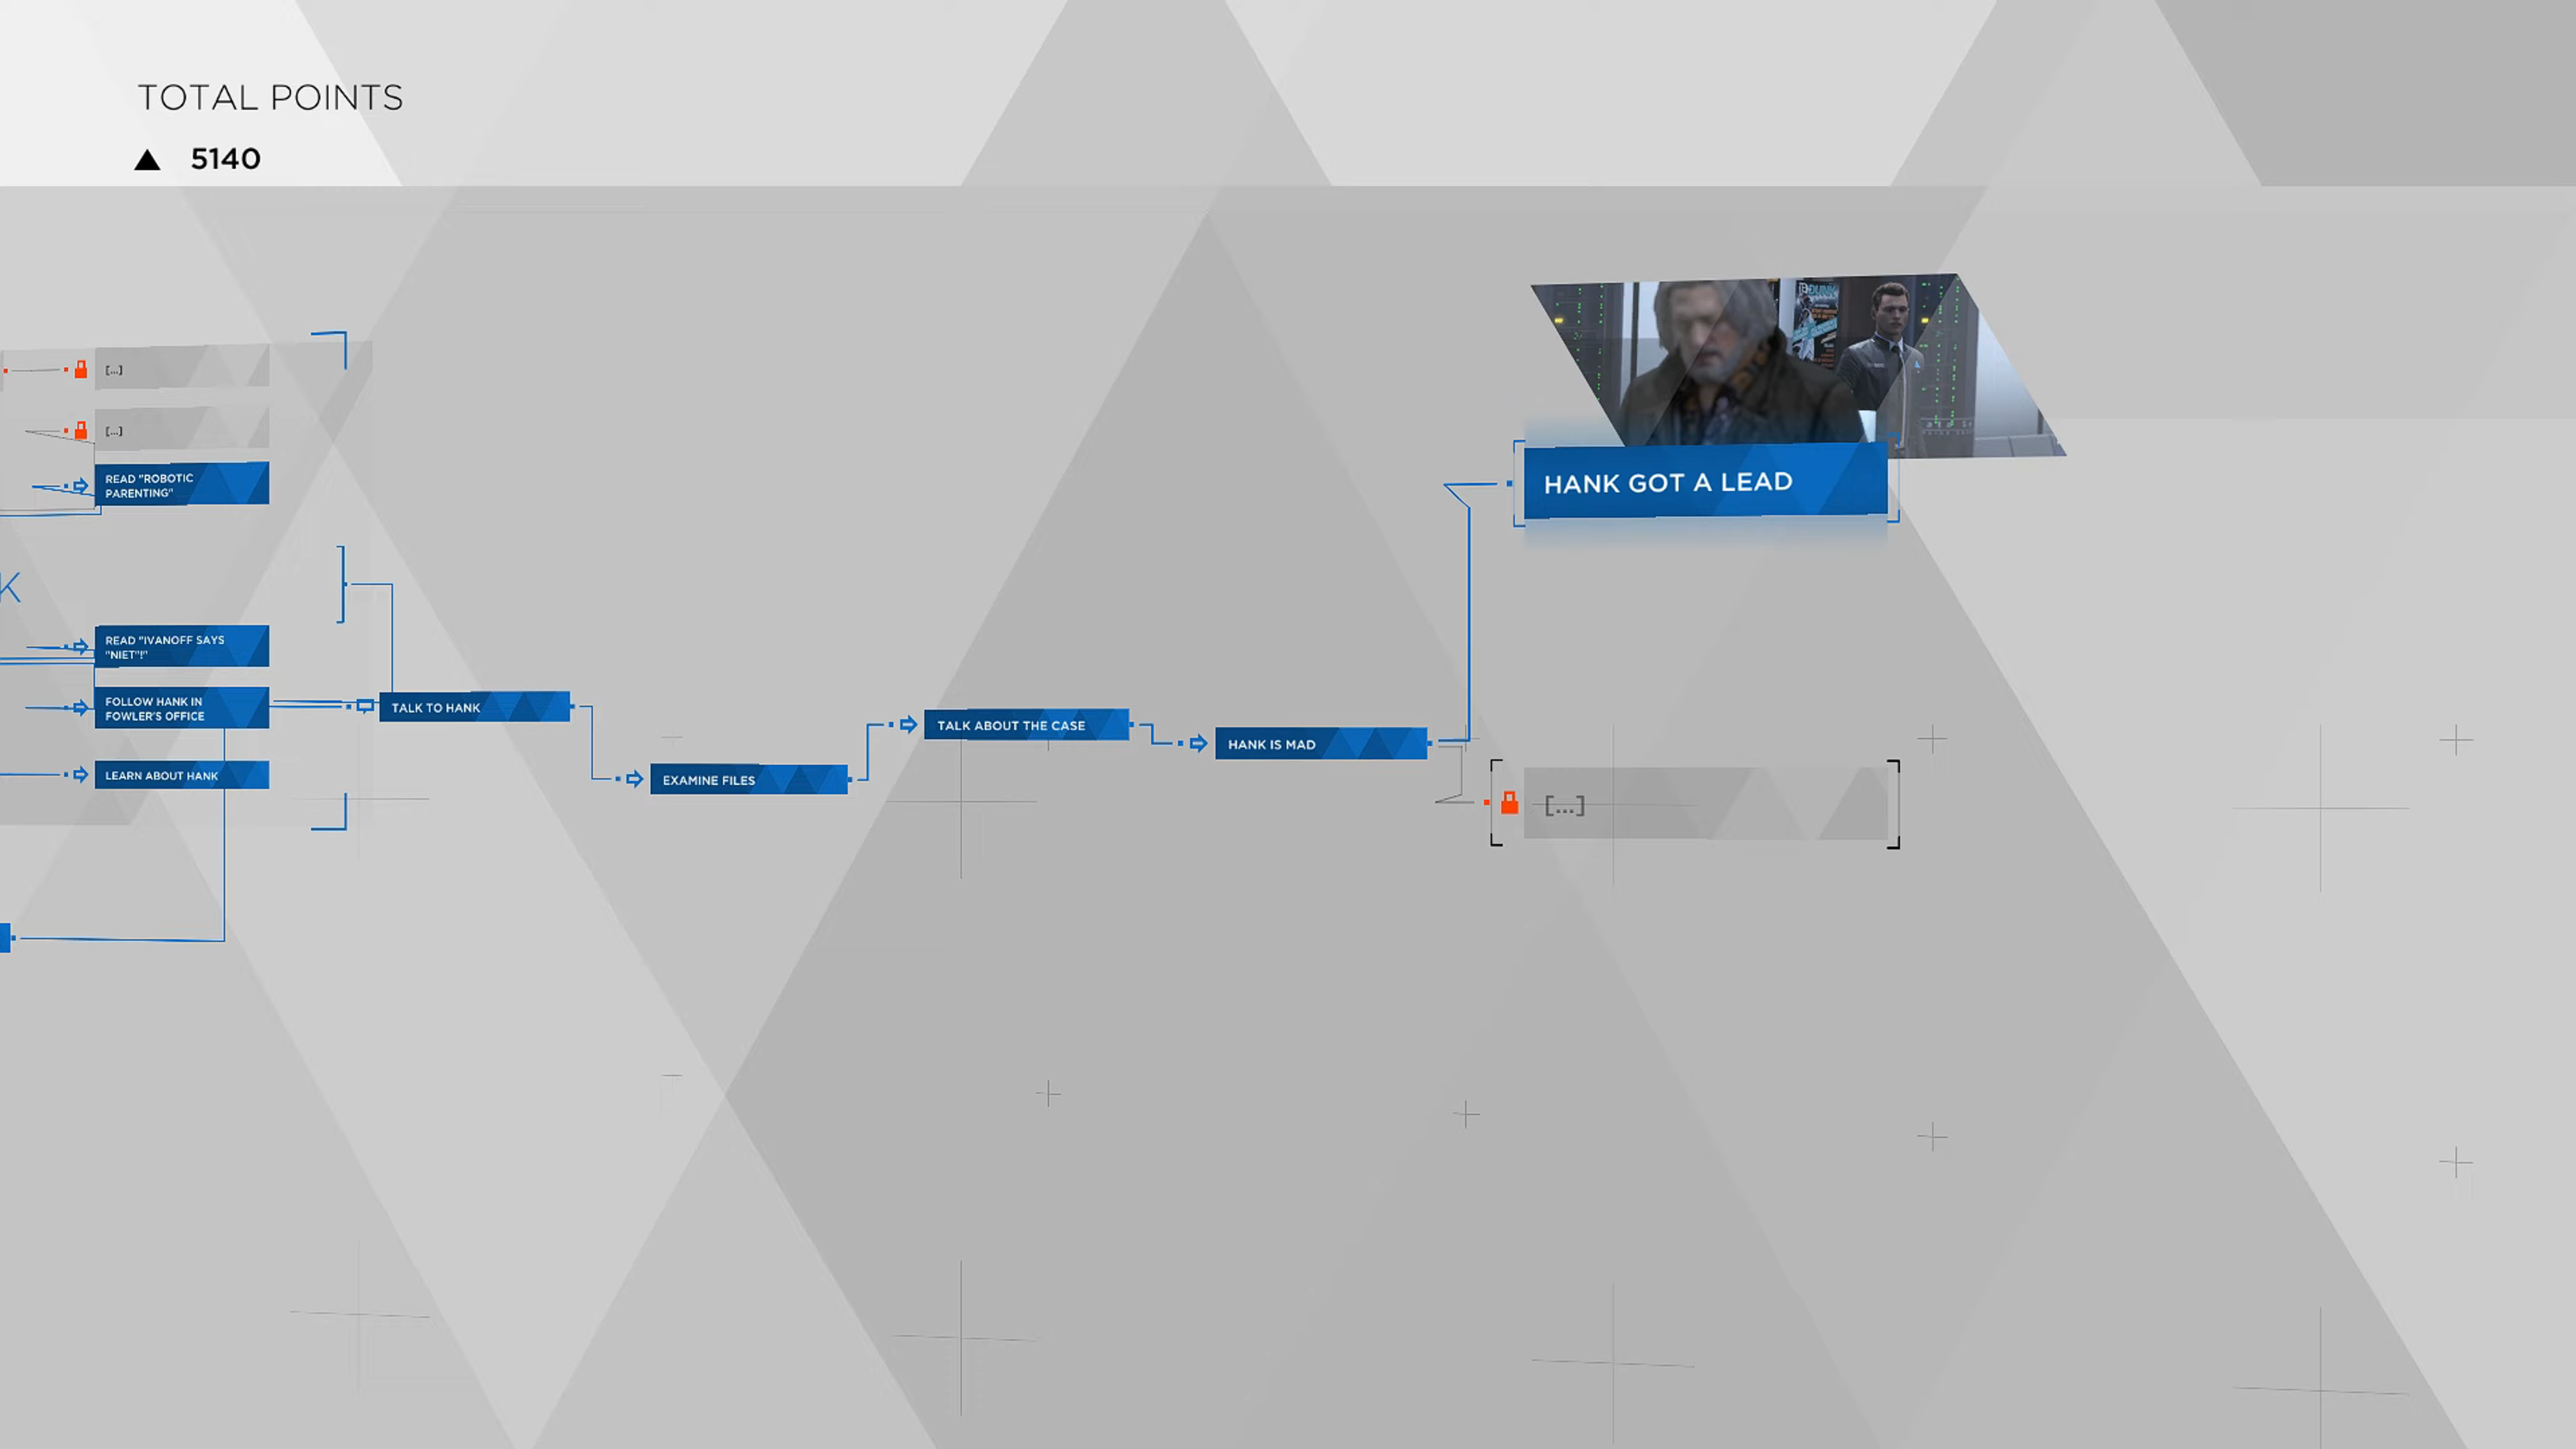 TOTAL POINTS
5140
[...]
[...]
READ "ROBOTIC
PARENTING"
K
READ "IVANOFF SAYS
"NIET"!"
FOLLOW HANK IN
FOWLER'S OFFICE
LEARN ABOUT HANK
TALK TO HANK
EXAMINE FILES
TALK ABOUT THE CASE
HANK IS MAD
HANK GOT A LEAD
[...]